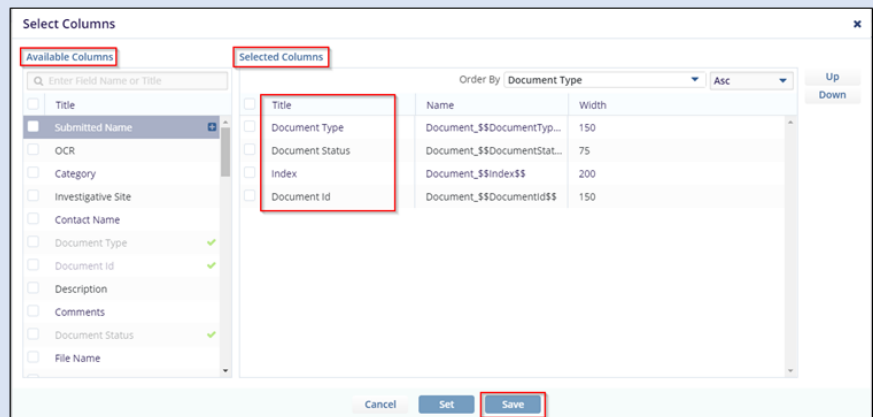 Select Columns
Available Columns
Selected Columns
Enter Field Name or Title
Order By Document Type Asc
Up
Down
Title
Submitted Name
OCR
Category
Investigative Site
Contact Name
Document Type
Document Id
Description
Comments
Document Status
File Name
Title Name Width
Document Type Document_$$DocumentTyp... 150
Document Status Document_$$DocumentStat... 75
Index Document_$$Index$$ 200
Document Id Document_$$DocumentId$$ 150
Cancel Set Save